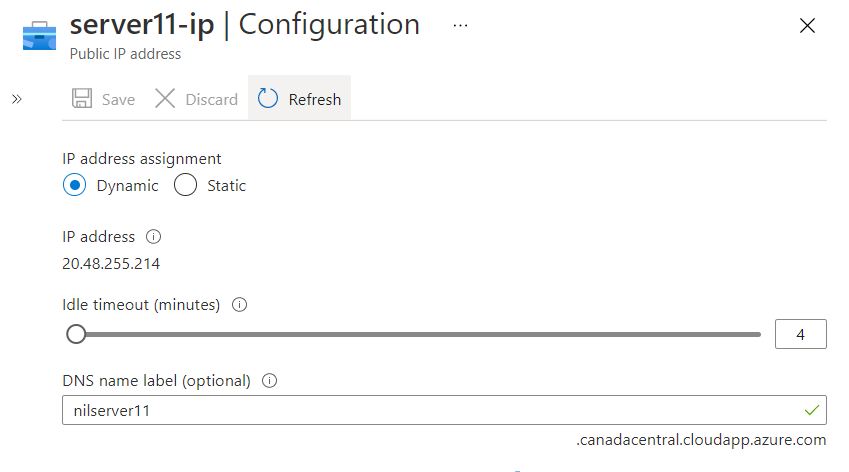 server11-ip | Configuration ...
Public IP address
Save Discard Refresh
IP address assignment
Dynamic Static
IP address
20.48.255.214
Idle timeout (minutes)
4
DNS name label (optional)
nilserver11
.canadacentral.cloudapp.azure.com